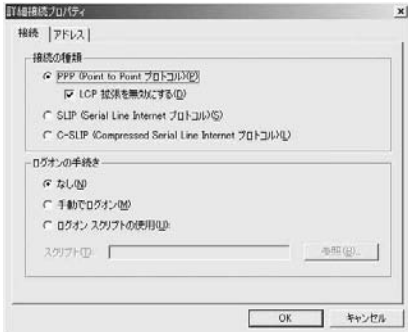 詳細接続プロパティ
接続 アドレス
接続の種類
PPP (Point to Point プロトコル)(P)
LCP 拡張を無効にする(D)
SLIP (Serial Line Internet プロトコル)(S)
C-SLIP (Compressed Serial Line Internet プロトコル)(L)
ログオンの手続き
なし(N)
手動でログオン(M)
ログオン スクリプトの使用(U):
スクリプト(T):
参照(R)...
OK キャンセル